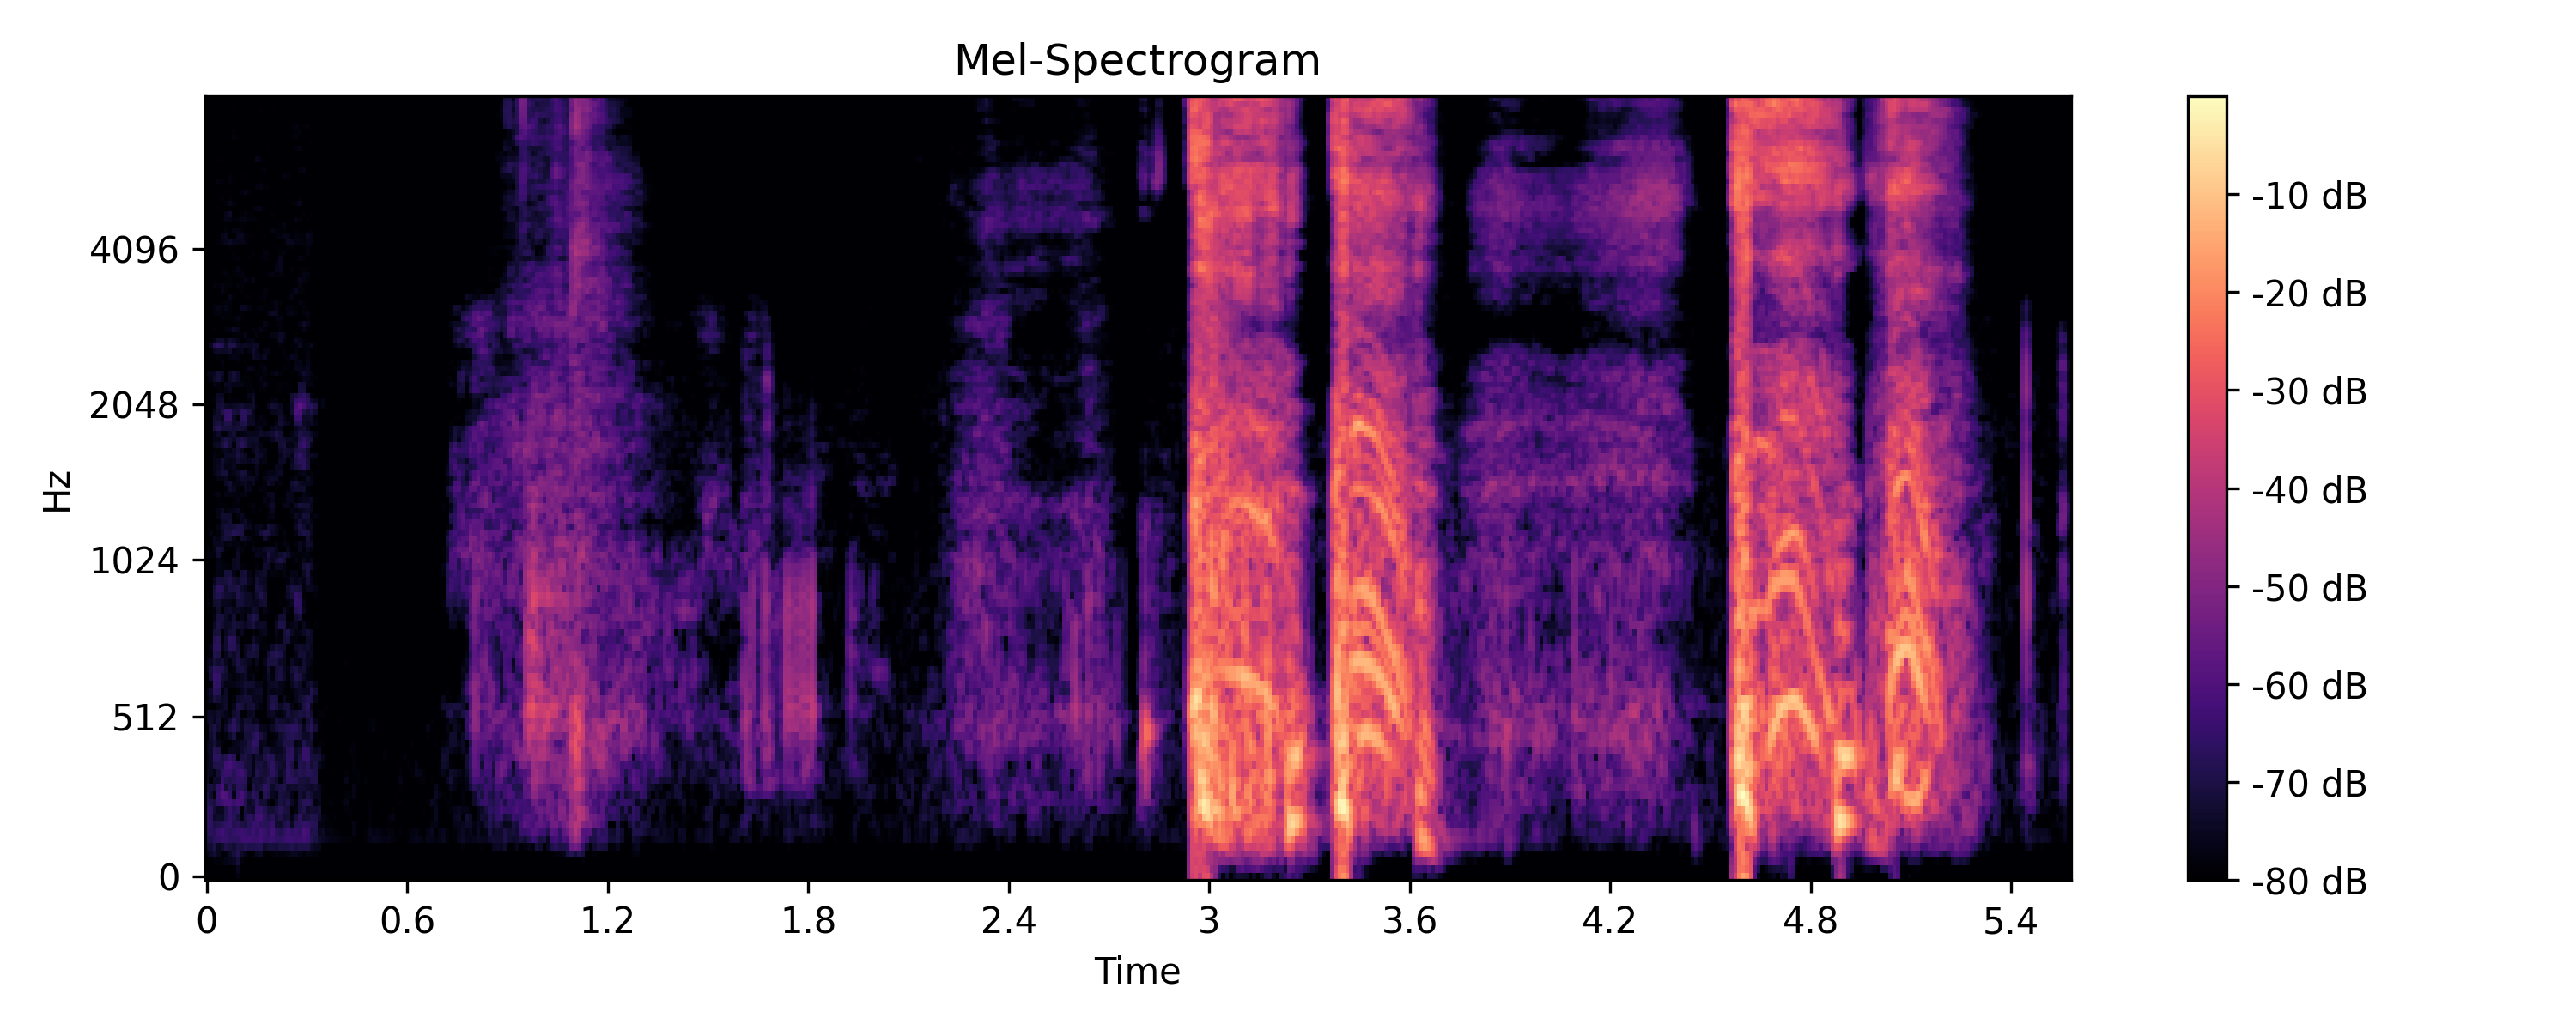 Mel-Spectrogram
Hz
4096
2048
1024
512
0
0 0.6 1.2 1.8 2.4 3 3.6 4.2 4.8 5.4
Time
-10 dB
-20 dB
-30 dB
-40 dB
-50 dB
-60 dB
-70 dB
-80 dB